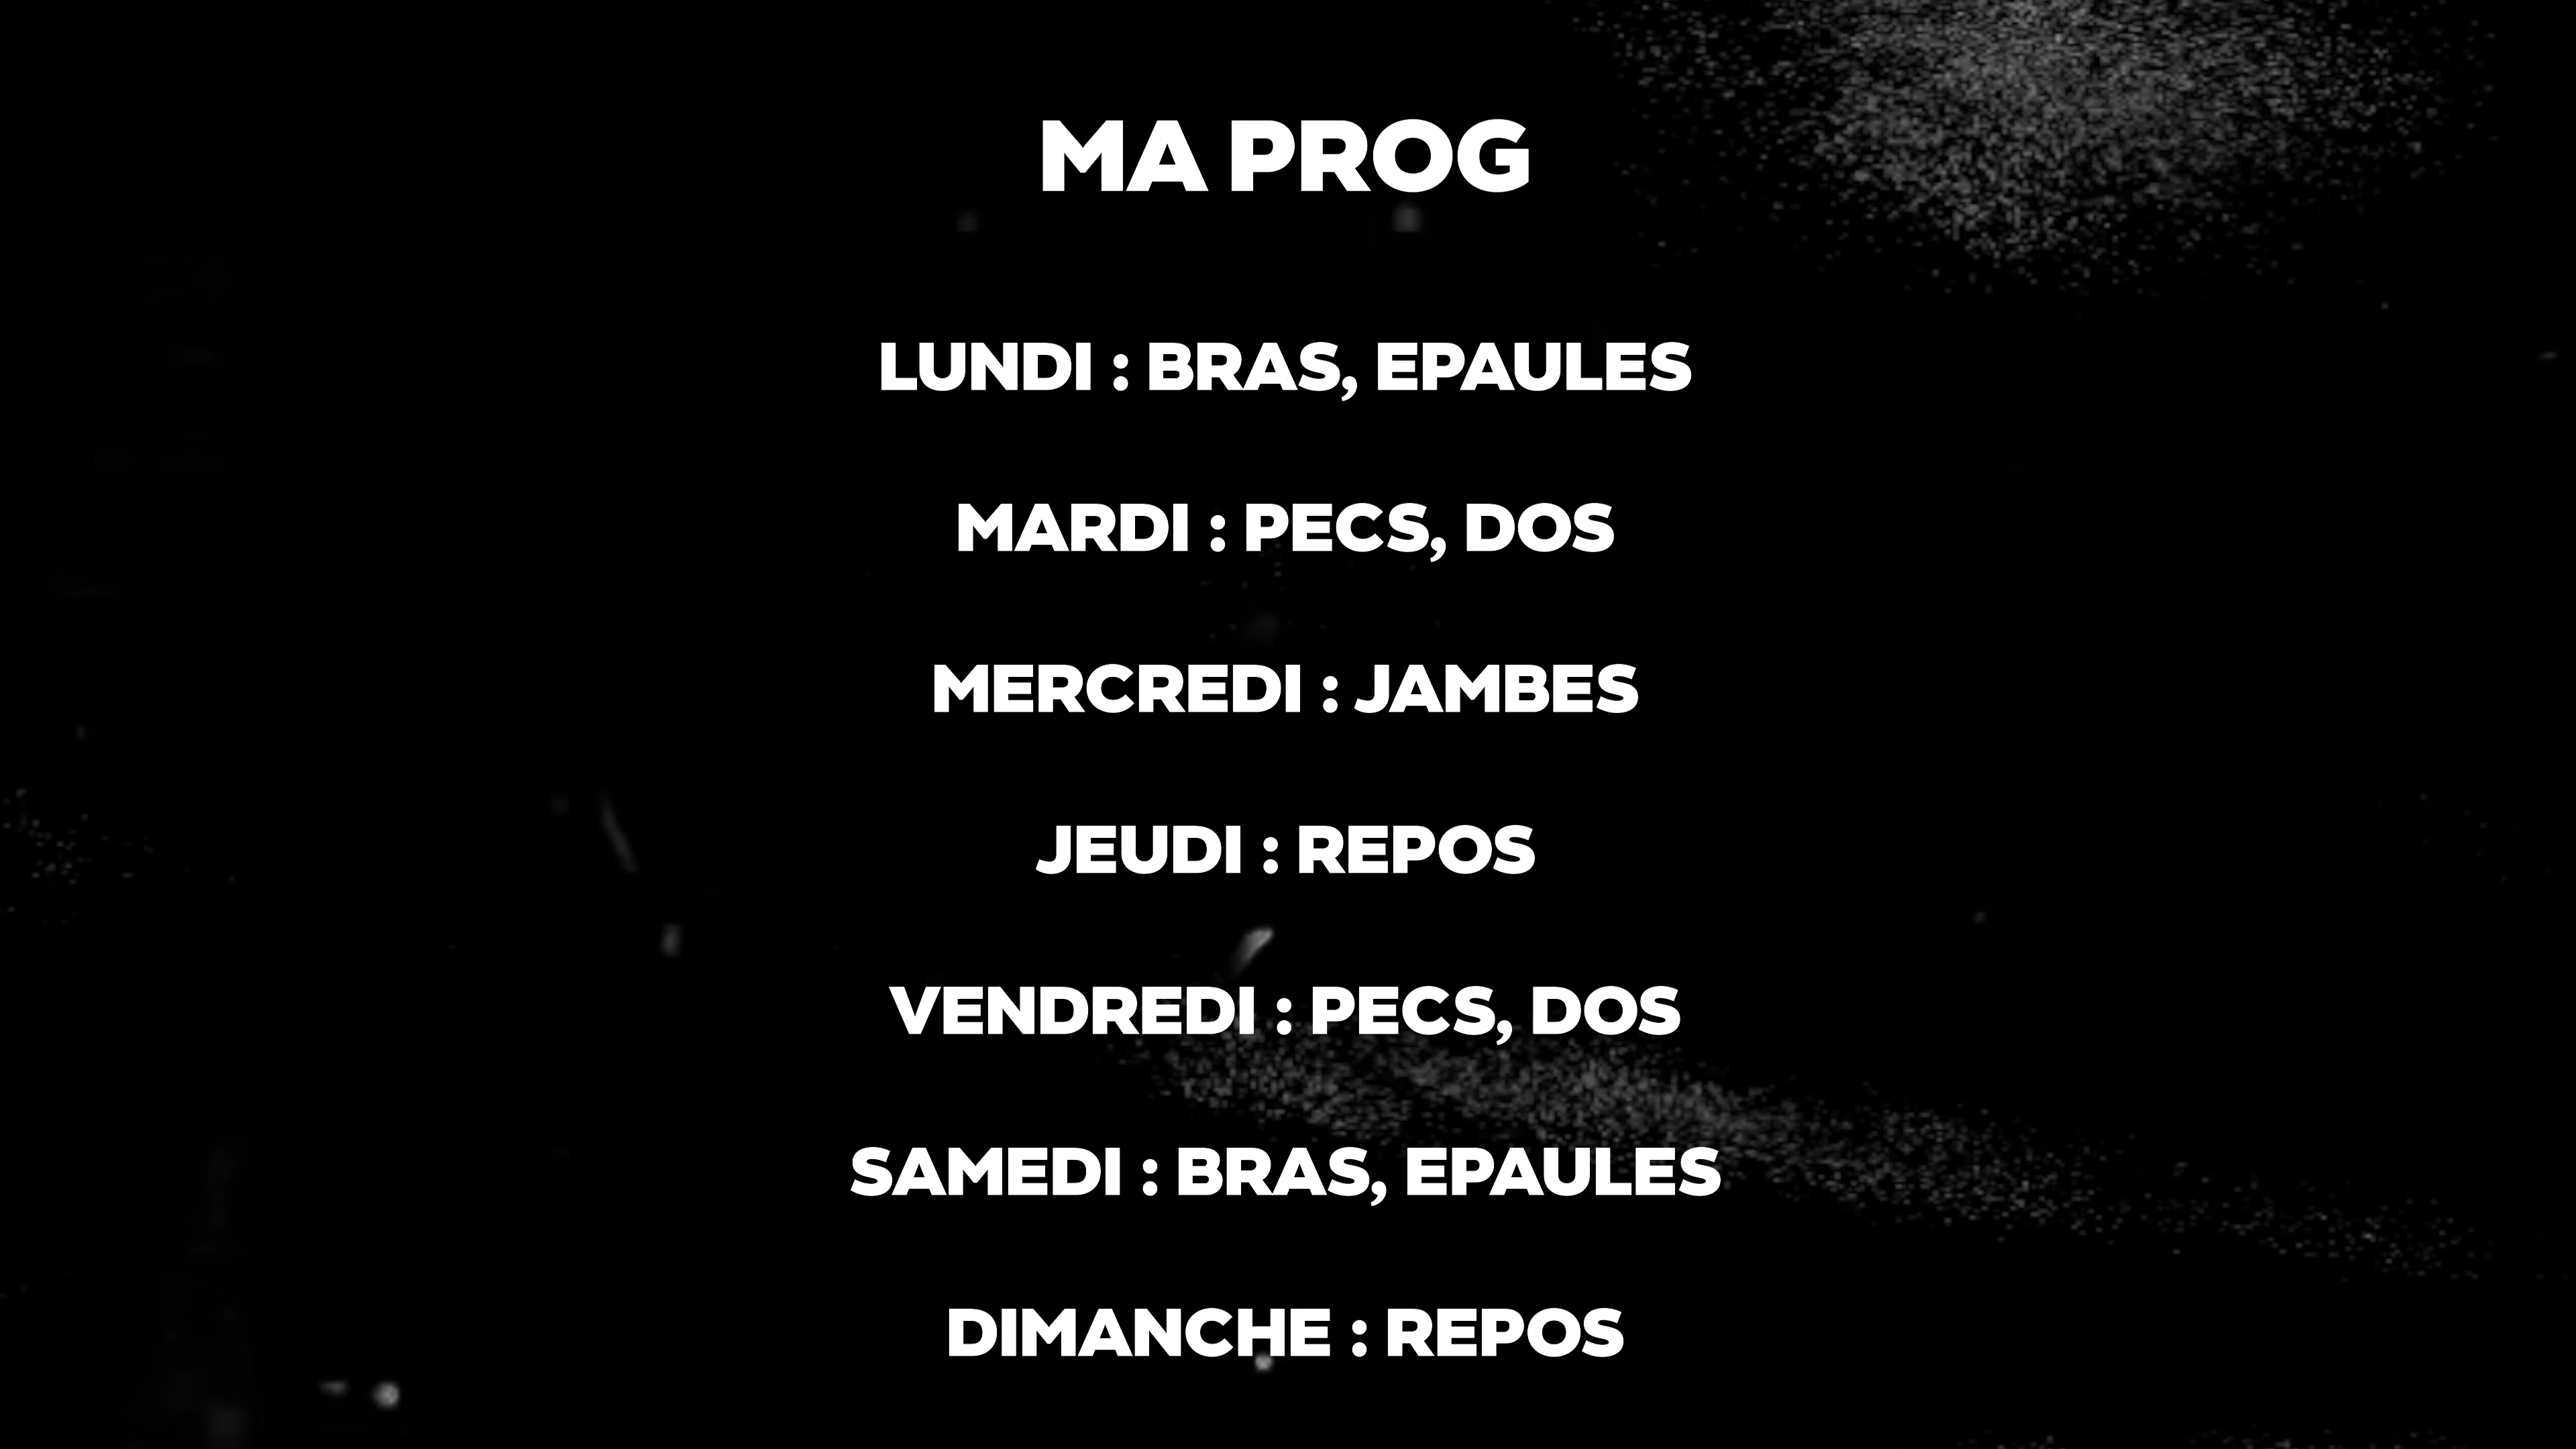 MA PROG
LUNDI : BRAS, EPAULES
MARDI : PECS, DOS
MERCREDI : JAMBES
JEUDI : REPOS
VENDREDI : PECS, DOS
SAMEDI : BRAS, EPAULES
DIMANCHE : REPOS